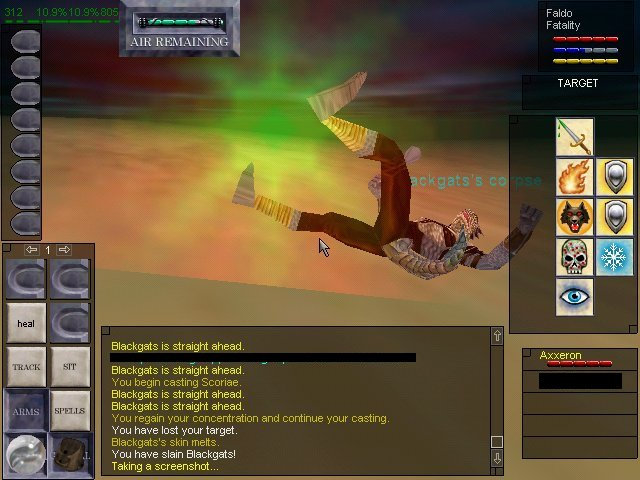 312 10.9% 10.9% 805
AIR REMAINING
Faldo
Fatality
TARGET
ackgats's corpse
1
heal
TRACK SIT
ARMS SPELLS
Axxeron
Blackgats is straight ahead.
Blackgats is straight ahead.
You begin casting Scoriae.
Blackgats is straight ahead.
Blackgats is straight ahead.
You regain your concentration and continue your casting.
You have lost your target.
Blackgats's skin melts.
You have slain Blackgats!
Taking a screenshot...